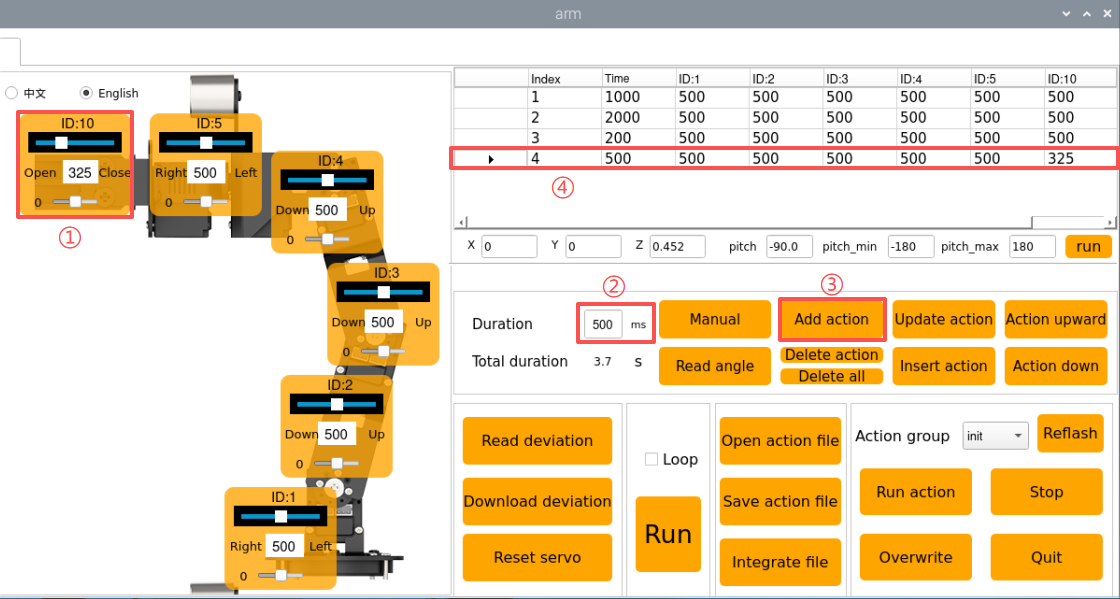 arm
中文 English
ID:10
Open 325 Close
0
①
ID:5
Right 500 Left
0
ID:4
Down 500 Up
0
ID:3
Down 500 Up
0
ID:2
Down 500 Up
0
ID:1
Right 500 Left
0
Index Time ID:1 ID:2 ID:3 ID:4 ID:5 ID:10
1 1000 500 500 500 500 500 500
2 2000 500 500 500 500 500 500
3 200 500 500 500 500 500 500
4 500 500 500 500 500 500 325
④
X 0 Y 0 Z 0.452 pitch -90.0 pitch_min -180 pitch_max 180 run
② ③
Duration 500 ms Manual Add action Update action Action upward
Total duration 3.7 s Read angle Delete action Insert action Action down
Delete all
Read deviation
Download deviation
Reset servo
Loop
Run
Open action file
Save action file
Integrate file
Action group init Reflash
Run action Stop
Overwrite Quit